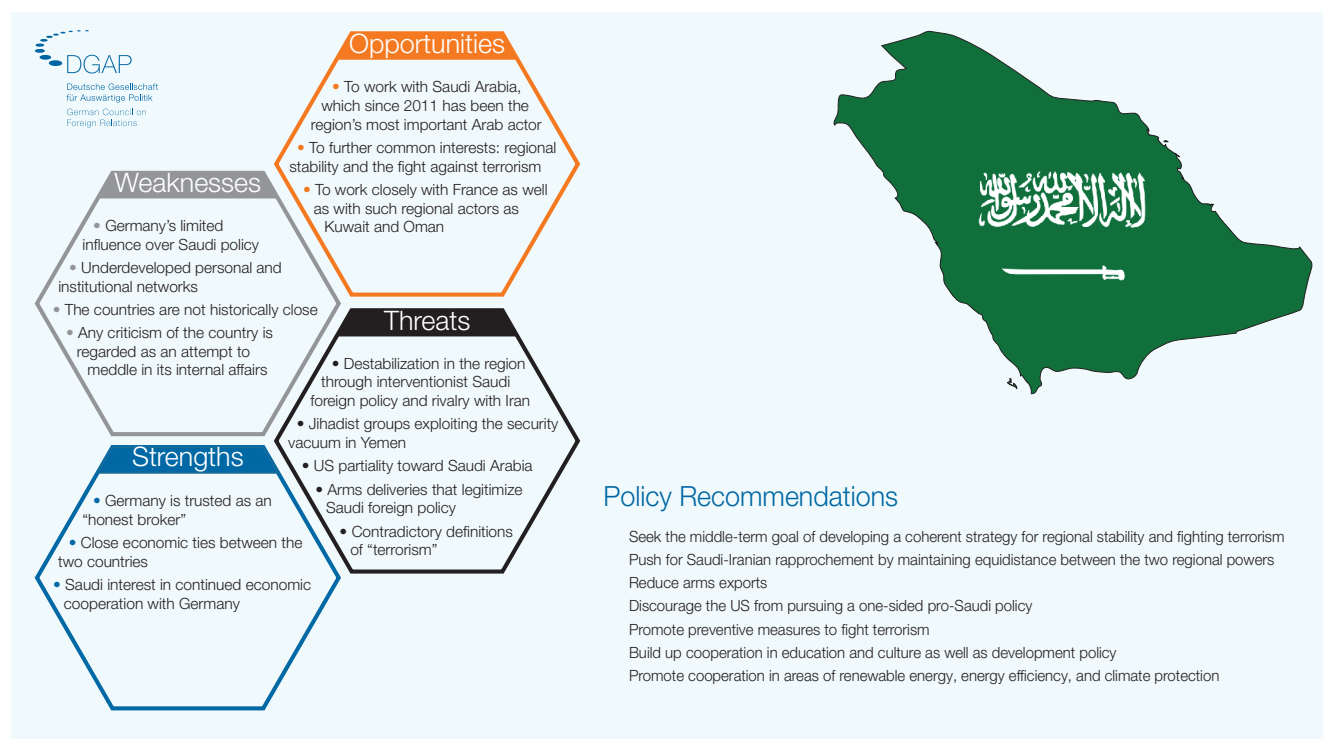 DGAP
Deutsche Gesellschaft
für Auswärtige Politik
German Council on
Foreign Relations
Opportunities
• To work with Saudi Arabia,
which since 2011 has been the
region's most important Arab actor
• To further common interests: regional
stability and the fight against terrorism
• To work closely with France as well
as with such regional actors as
Kuwait and Oman
Weaknesses
• Germany's limited
influence over Saudi policy
• Underdeveloped personal and
institutional networks
• The countries are not historically close
• Any criticism of the country is
regarded as an attempt to
meddle in its internal affairs
Threats
• Destabilization in the region
through interventionist Saudi
foreign policy and rivalry with Iran
• Jihadist groups exploiting the security
vacuum in Yemen
• US partiality toward Saudi Arabia
• Arms deliveries that legitimize
Saudi foreign policy
• Contradictory definitions
of "terrorism"
Strengths
• Germany is trusted as an
"honest broker"
• Close economic ties between the
two countries
• Saudi interest in continued economic
cooperation with Germany
لا إله إلا الله محمد رسول الله
Policy Recommendations
Seek the middle-term goal of developing a coherent strategy for regional stability and fighting terrorism
Push for Saudi-Iranian rapprochement by maintaining equidistance between the two regional powers
Reduce arms exports
Discourage the US from pursuing a one-sided pro-Saudi policy
Promote preventive measures to fight terrorism
Build up cooperation in education and culture as well as development policy
Promote cooperation in areas of renewable energy, energy efficiency, and climate protection